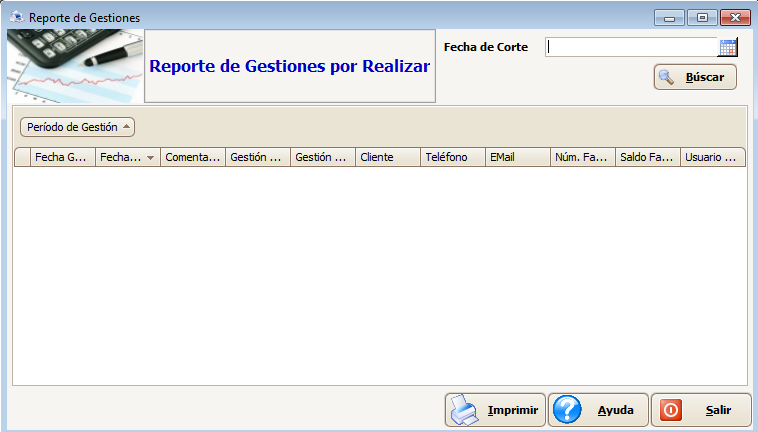 Reporte de Gestiones
Reporte de Gestiones por Realizar
Fecha de Corte
Búscar
Período de Gestión
Fecha G... Fecha... Comenta... Gestión ... Gestión ... Cliente Teléfono EMail Núm. Fa... Saldo Fa... Usuario ...
Imprimir Ayuda Salir